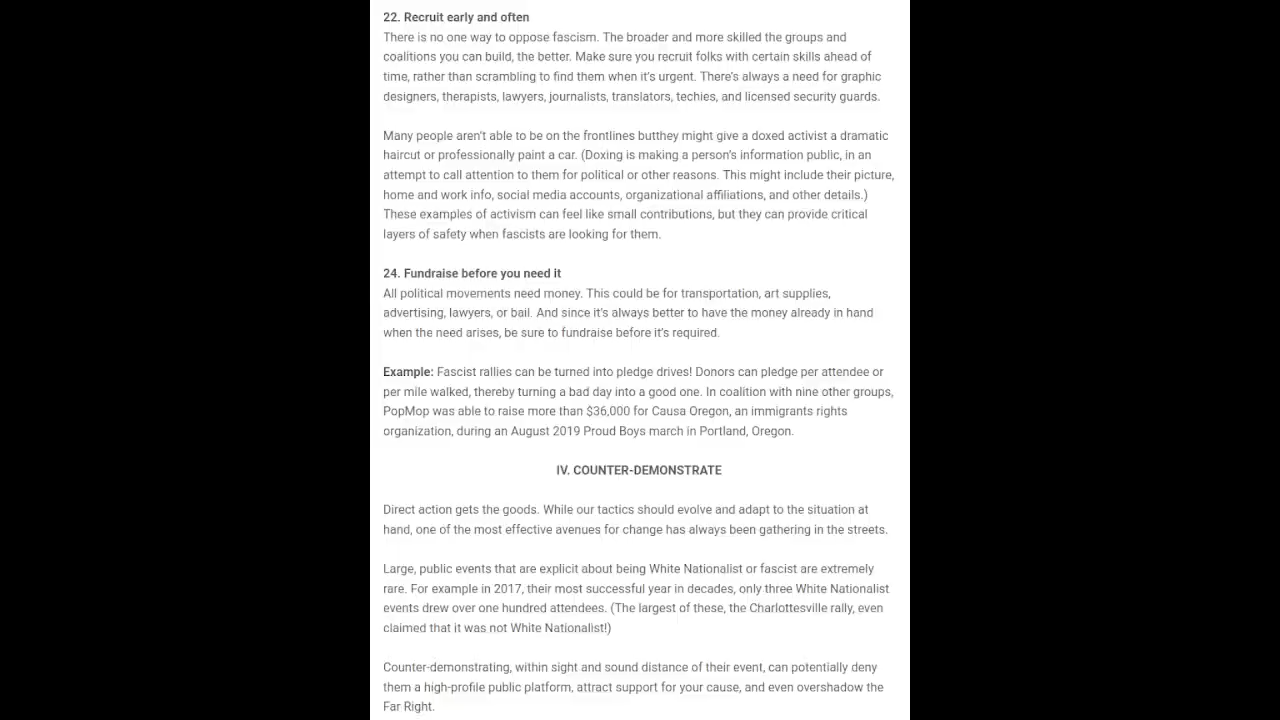 22. Recruit early and often
There is no one way to oppose fascism. The broader and more skilled the groups and
coalitions you can build, the better. Make sure you recruit folks with certain skills ahead of
time, rather than scrambling to find them when it's urgent. There's always a need for graphic
designers, therapists, lawyers, journalists, translators, techies, and licensed security guards.
Many people aren't able to be on the frontlines butthey might give a doxed activist a dramatic
haircut or professionally paint a car. (Doxing is making a person's information public, in an
attempt to call attention to them for political or other reasons. This might include their picture,
home and work info, social media accounts, organizational affiliations, and other details.)
These examples of activism can feel like small contributions, but they can provide critical
layers of safety when fascists are looking for them.
24. Fundraise before you need it
All political movements need money. This could be for transportation, art supplies,
advertising, lawyers, or bail. And since it's always better to have the money already in hand
when the need arises, be sure to fundraise before it's required.
Example: Fascist rallies can be turned into pledge drives! Donors can pledge per attendee or
per mile walked, thereby turning a bad day into a good one. In coalition with nine other groups,
PopMop was able to raise more than $36,000 for Causa Oregon, an immigrants rights
organization, during an August 2019 Proud Boys march in Portland, Oregon.
IV. COUNTER-DEMONSTRATE
Direct action gets the goods. While our tactics should evolve and adapt to the situation at
hand, one of the most effective avenues for change has always been gathering in the streets.
Large, public events that are explicit about being White Nationalist or fascist are extremely
rare. For example in 2017, their most successful year in decades, only three White Nationalist
events drew over one hundred attendees. (The largest of these, the Charlottesville rally, even
claimed that it was not White Nationalist!)
Counter-demonstrating, within sight and sound distance of their event, can potentially deny
them a high-profile public platform, attract support for your cause, and even overshadow the
Far Right.